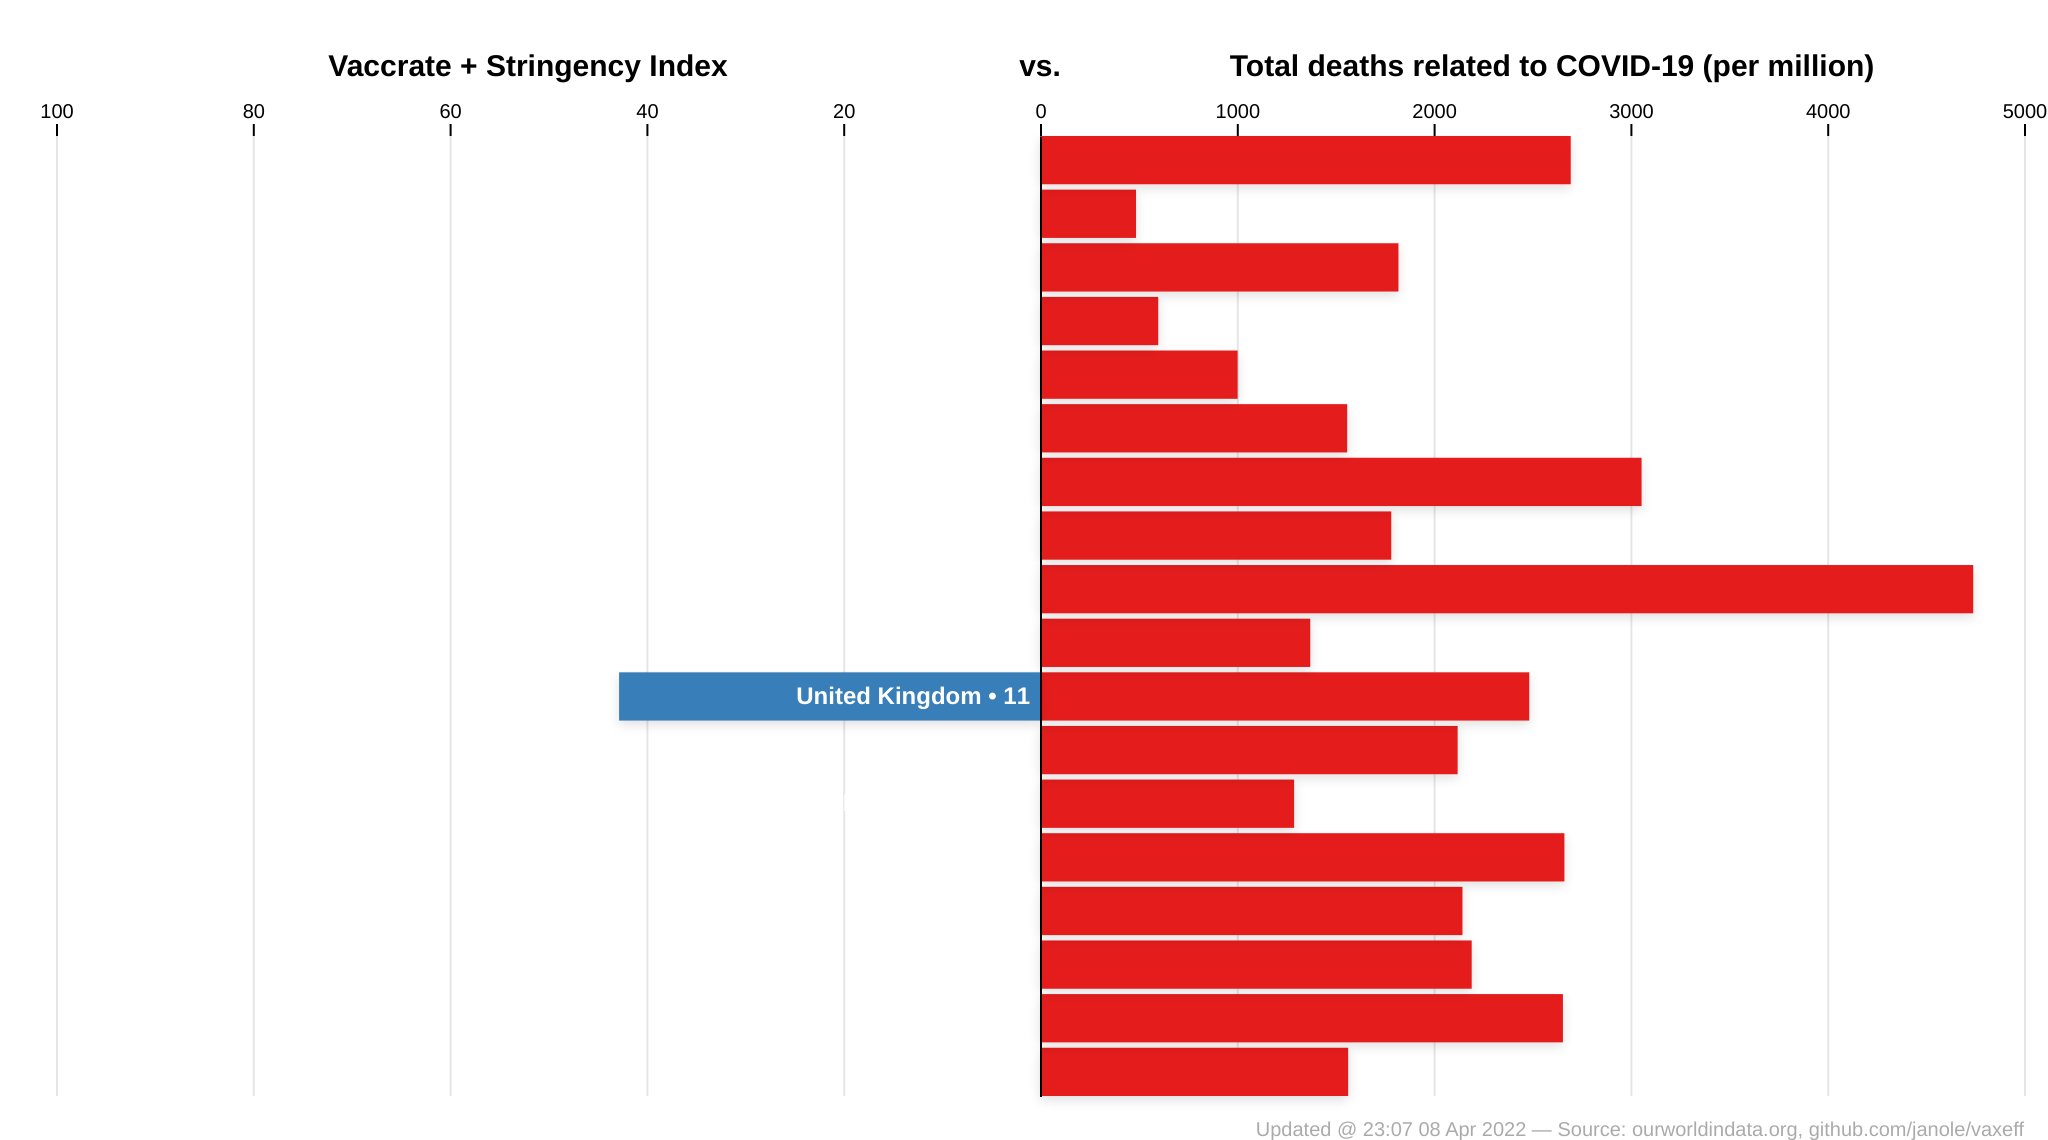 Vaccrate + Stringency Index vs. Total deaths related to COVID-19 (per million)
100 80 60 40 20 0 1000 2000 3000 4000 5000
United Kingdom • 11
Updated @ 23:07 08 Apr 2022 — Source: ourworldindata.org, github.com/janole/vaxeff